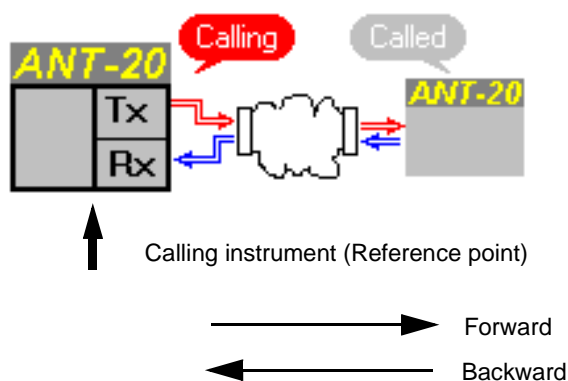 Calling
Called
ANT-20
ANT-20
Tx
Rx
Calling instrument (Reference point)
Forward
Backward